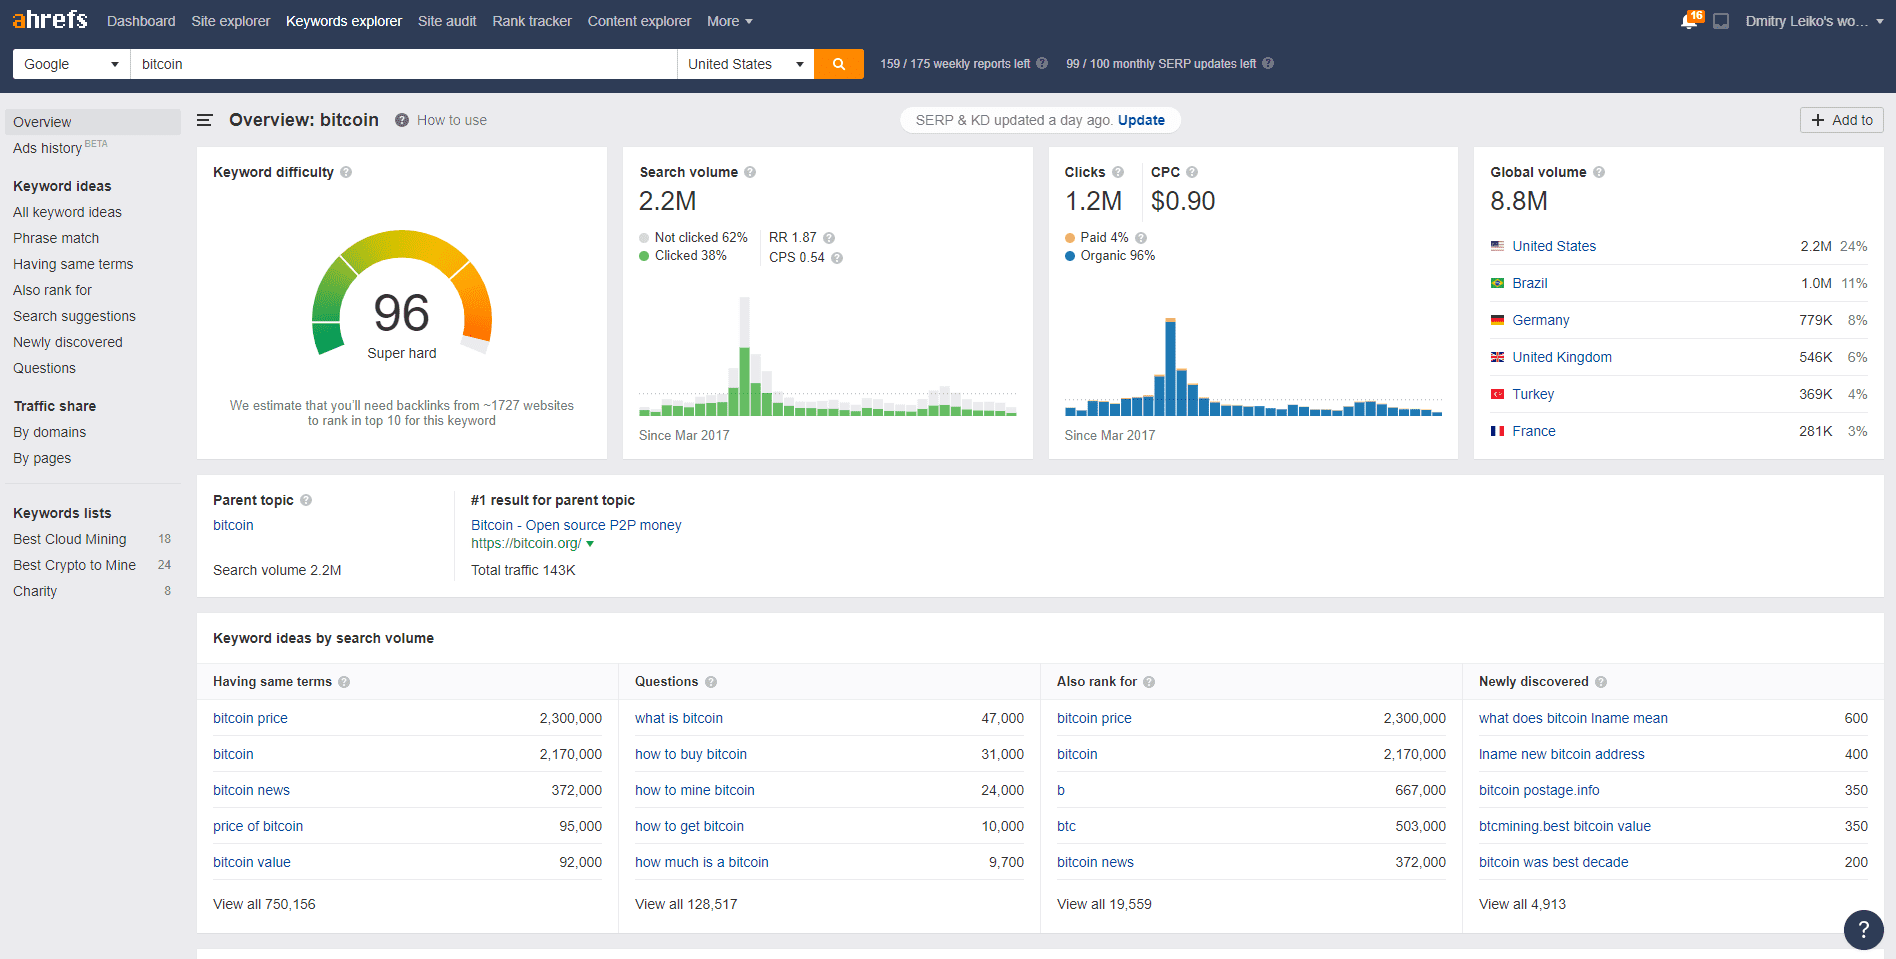 ahrefs Dashboard Site explorer Keywords explorer Site audit Rank tracker Content explorer More 16 Dmitry Leiko's wo...
Google bitcoin United States 159 / 175 weekly reports left ? 99 / 100 monthly SERP updates left ?
Overview
Ads history BETA
Keyword ideas
All keyword ideas
Phrase match
Having same terms
Also rank for
Search suggestions
Newly discovered
Questions
Traffic share
By domains
By pages
Keywords lists
Best Cloud Mining 18
Best Crypto to Mine 24
Charity 8
Overview: bitcoin ? How to use SERP & KD updated a day ago. Update + Add to
Keyword difficulty ?
96
Super hard
We estimate that you'll need backlinks from ~1727 websites
to rank in top 10 for this keyword
Search volume ?
2.2M
Not clicked 62% RR 1.87 ?
Clicked 38% CPS 0.54 ?
Since Mar 2017
Clicks ? CPC ?
1.2M $0.90
Paid 4% ?
Organic 96%
Since Mar 2017
Global volume ?
8.8M
United States 2.2M 24%
Brazil 1.0M 11%
Germany 779K 8%
United Kingdom 546K 6%
Turkey 369K 4%
France 281K 3%
Parent topic ?
bitcoin
Search volume 2.2M
#1 result for parent topic
Bitcoin - Open source P2P money
https://bitcoin.org/
Total traffic 143K
Keyword ideas by search volume
Having same terms ?
bitcoin price 2,300,000
bitcoin 2,170,000
bitcoin news 372,000
price of bitcoin 95,000
bitcoin value 92,000
View all 750,156
Questions ?
what is bitcoin 47,000
how to buy bitcoin 31,000
how to mine bitcoin 24,000
how to get bitcoin 10,000
how much is a bitcoin 9,700
View all 128,517
Also rank for ?
bitcoin price 2,300,000
bitcoin 2,170,000
b 667,000
btc 503,000
bitcoin news 372,000
View all 19,559
Newly discovered ?
what does bitcoin lname mean 600
lname new bitcoin address 400
bitcoin postage.info 350
btcmining.best bitcoin value 350
bitcoin was best decade 200
View all 4,913
?